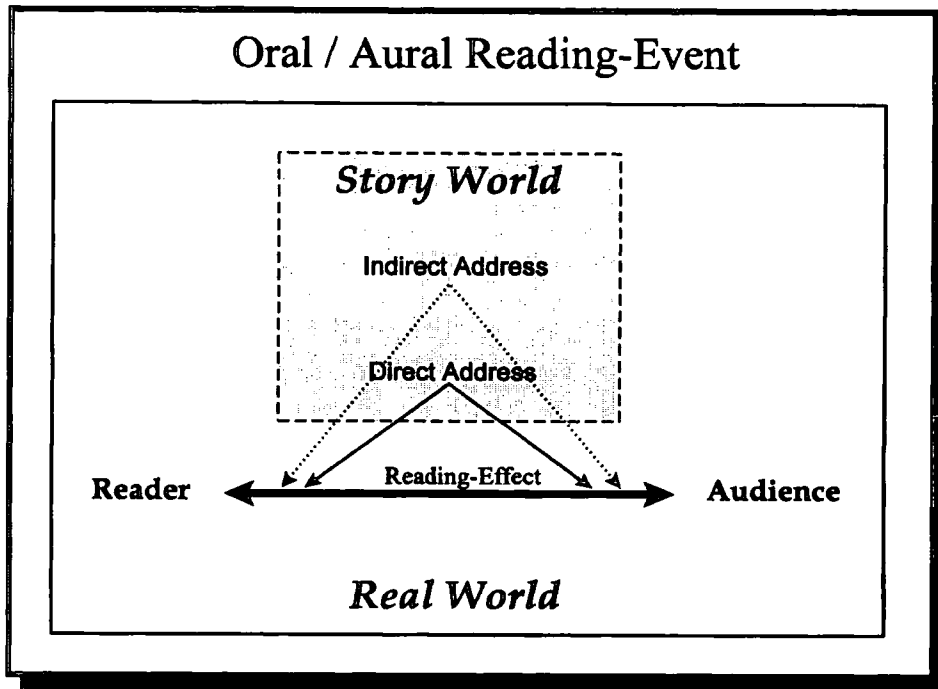 Oral / Aural Reading-Event
Story World
Indirect Address
Direct Address
Reading-Effect
Reader
Audience
Real World